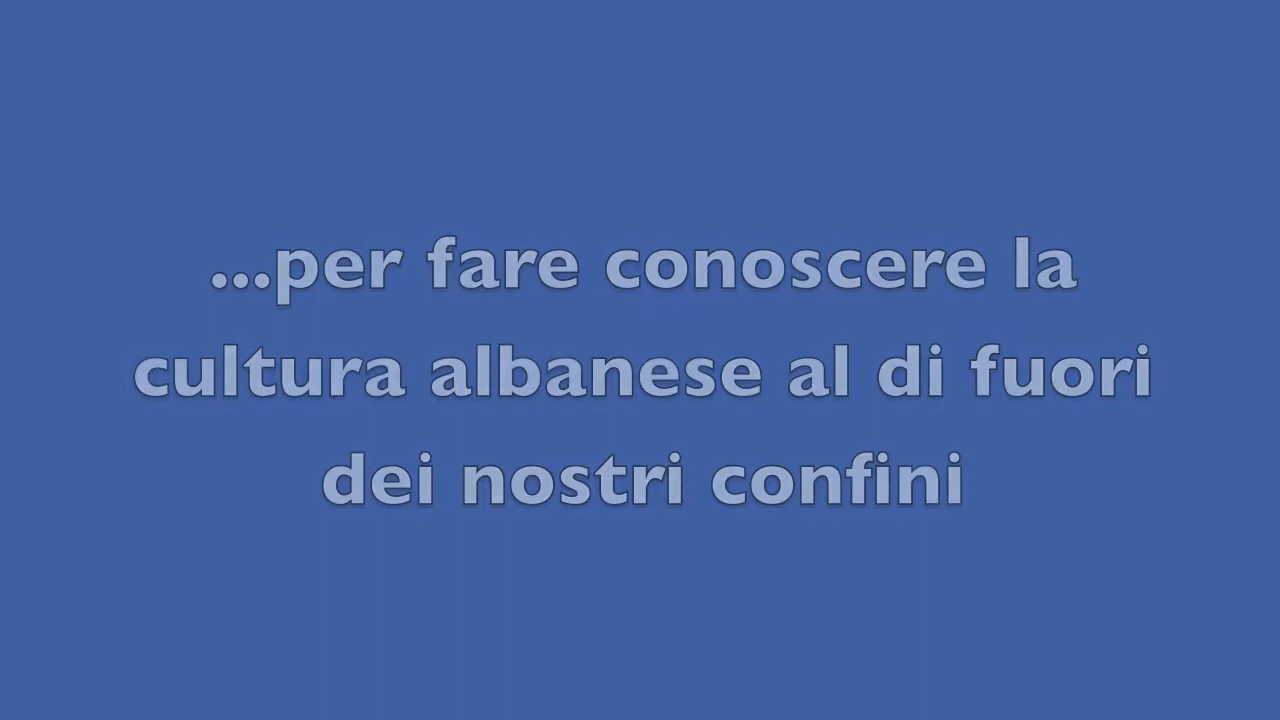 ...per fare conoscere la
cultura albanese al di fuori
dei nostri confini